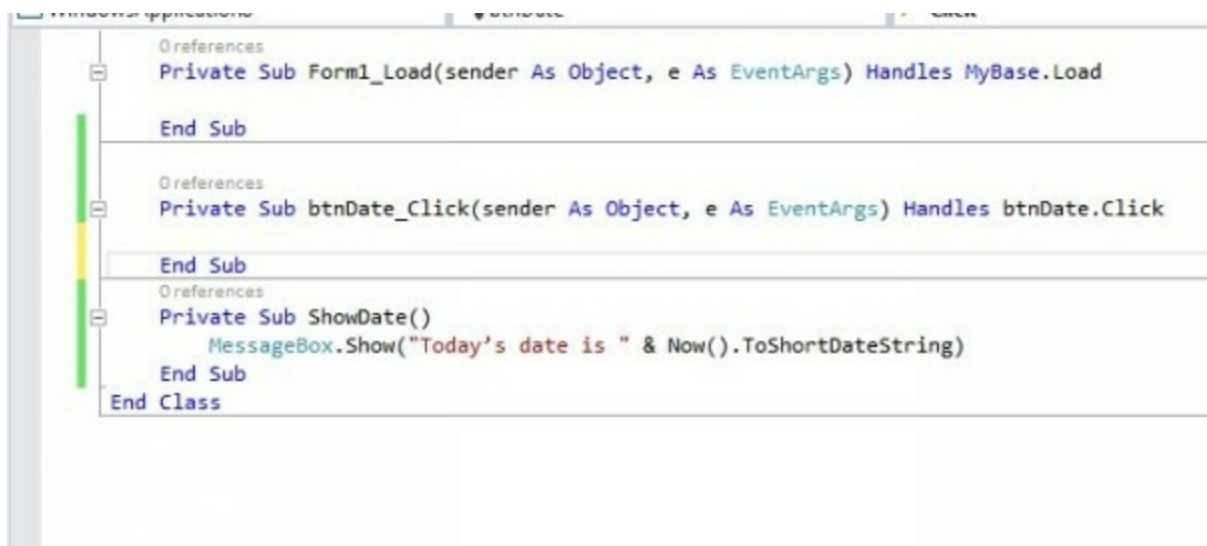 0 references
Private Sub Form1_Load(sender As Object, e As EventArgs) Handles MyBase.Load
End Sub
0 references
Private Sub btnDate_Click(sender As Object, e As EventArgs) Handles btnDate.Click
End Sub
0 references
Private Sub ShowDate()
MessageBox.Show("Today’s date is " & Now().ToShortDateString)
End Sub
End Class